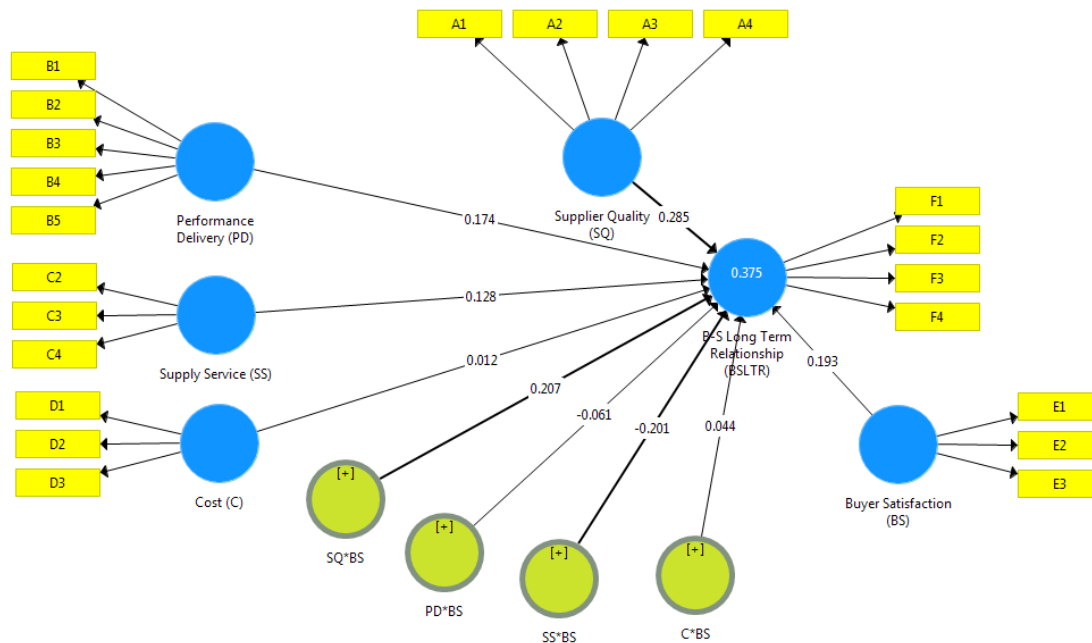 A1
A2
A3
A4
B1
B2
B3
B4
B5
Performance
Delivery (PD)
Supplier Quality
(SQ)
0.174
0.285
F1
F2
F3
F4
0.375
B-S Long Term
Relationship
(BSLTR)
C2
C3
C4
Supply Service (SS)
0.128
0.012
0.193
D1
D2
D3
Cost (C)
0.207
-0.061
-0.201
0.044
E1
E2
E3
Buyer Satisfaction
(BS)
[+]
SQ*BS
[+]
PD*BS
[+]
SS*BS
[+]
C*BS